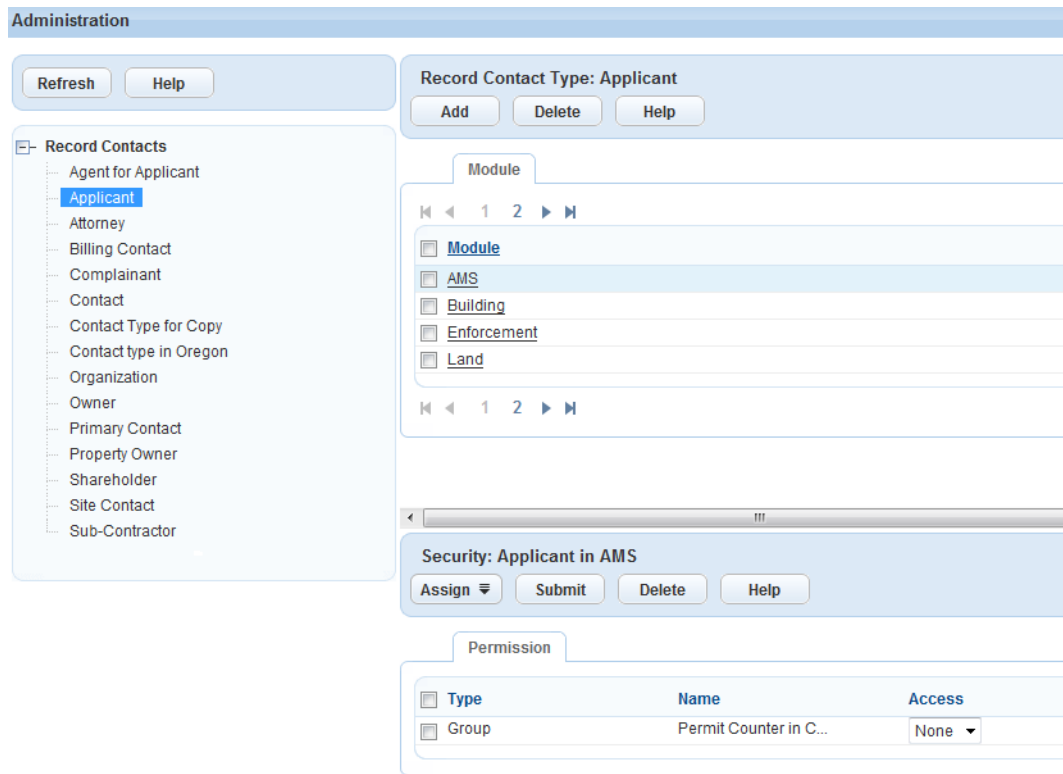 Administration
Refresh Help
Record Contacts
Agent for Applicant
Applicant
Attorney
Billing Contact
Complainant
Contact
Contact Type for Copy
Contact type in Oregon
Organization
Owner
Primary Contact
Property Owner
Shareholder
Site Contact
Sub-Contractor
Record Contact Type: Applicant
Add Delete Help
Module
1 2
Module
AMS
Building
Enforcement
Land
1 2
Security: Applicant in AMS
Assign Submit Delete Help
Permission
Type Name Access
Group Permit Counter in C... None